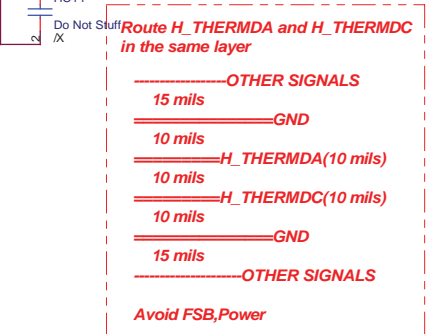 Do Not Stuff
/X
2
Route H_THERMDA and H_THERMDC
in the same layer
------------------OTHER SIGNALS
15 mils
==================GND
10 mils
===========H_THERMDA(10 mils)
10 mils
===========H_THERMDC(10 mils)
10 mils
==================GND
15 mils
---------------------OTHER SIGNALS
Avoid FSB,Power